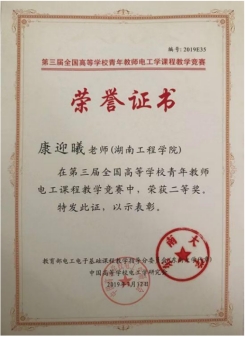 编号：2019E35
第三届全国高等学校青年教师电工学课程教学竞赛
荣誉证书
康迎曦老师(湖南工程学院)
在第三届全国高等学校青年教师
电工课程教学竞赛中，荣获二等奖。
特发此证，以示表彰。
中国高等学校电工学研究会